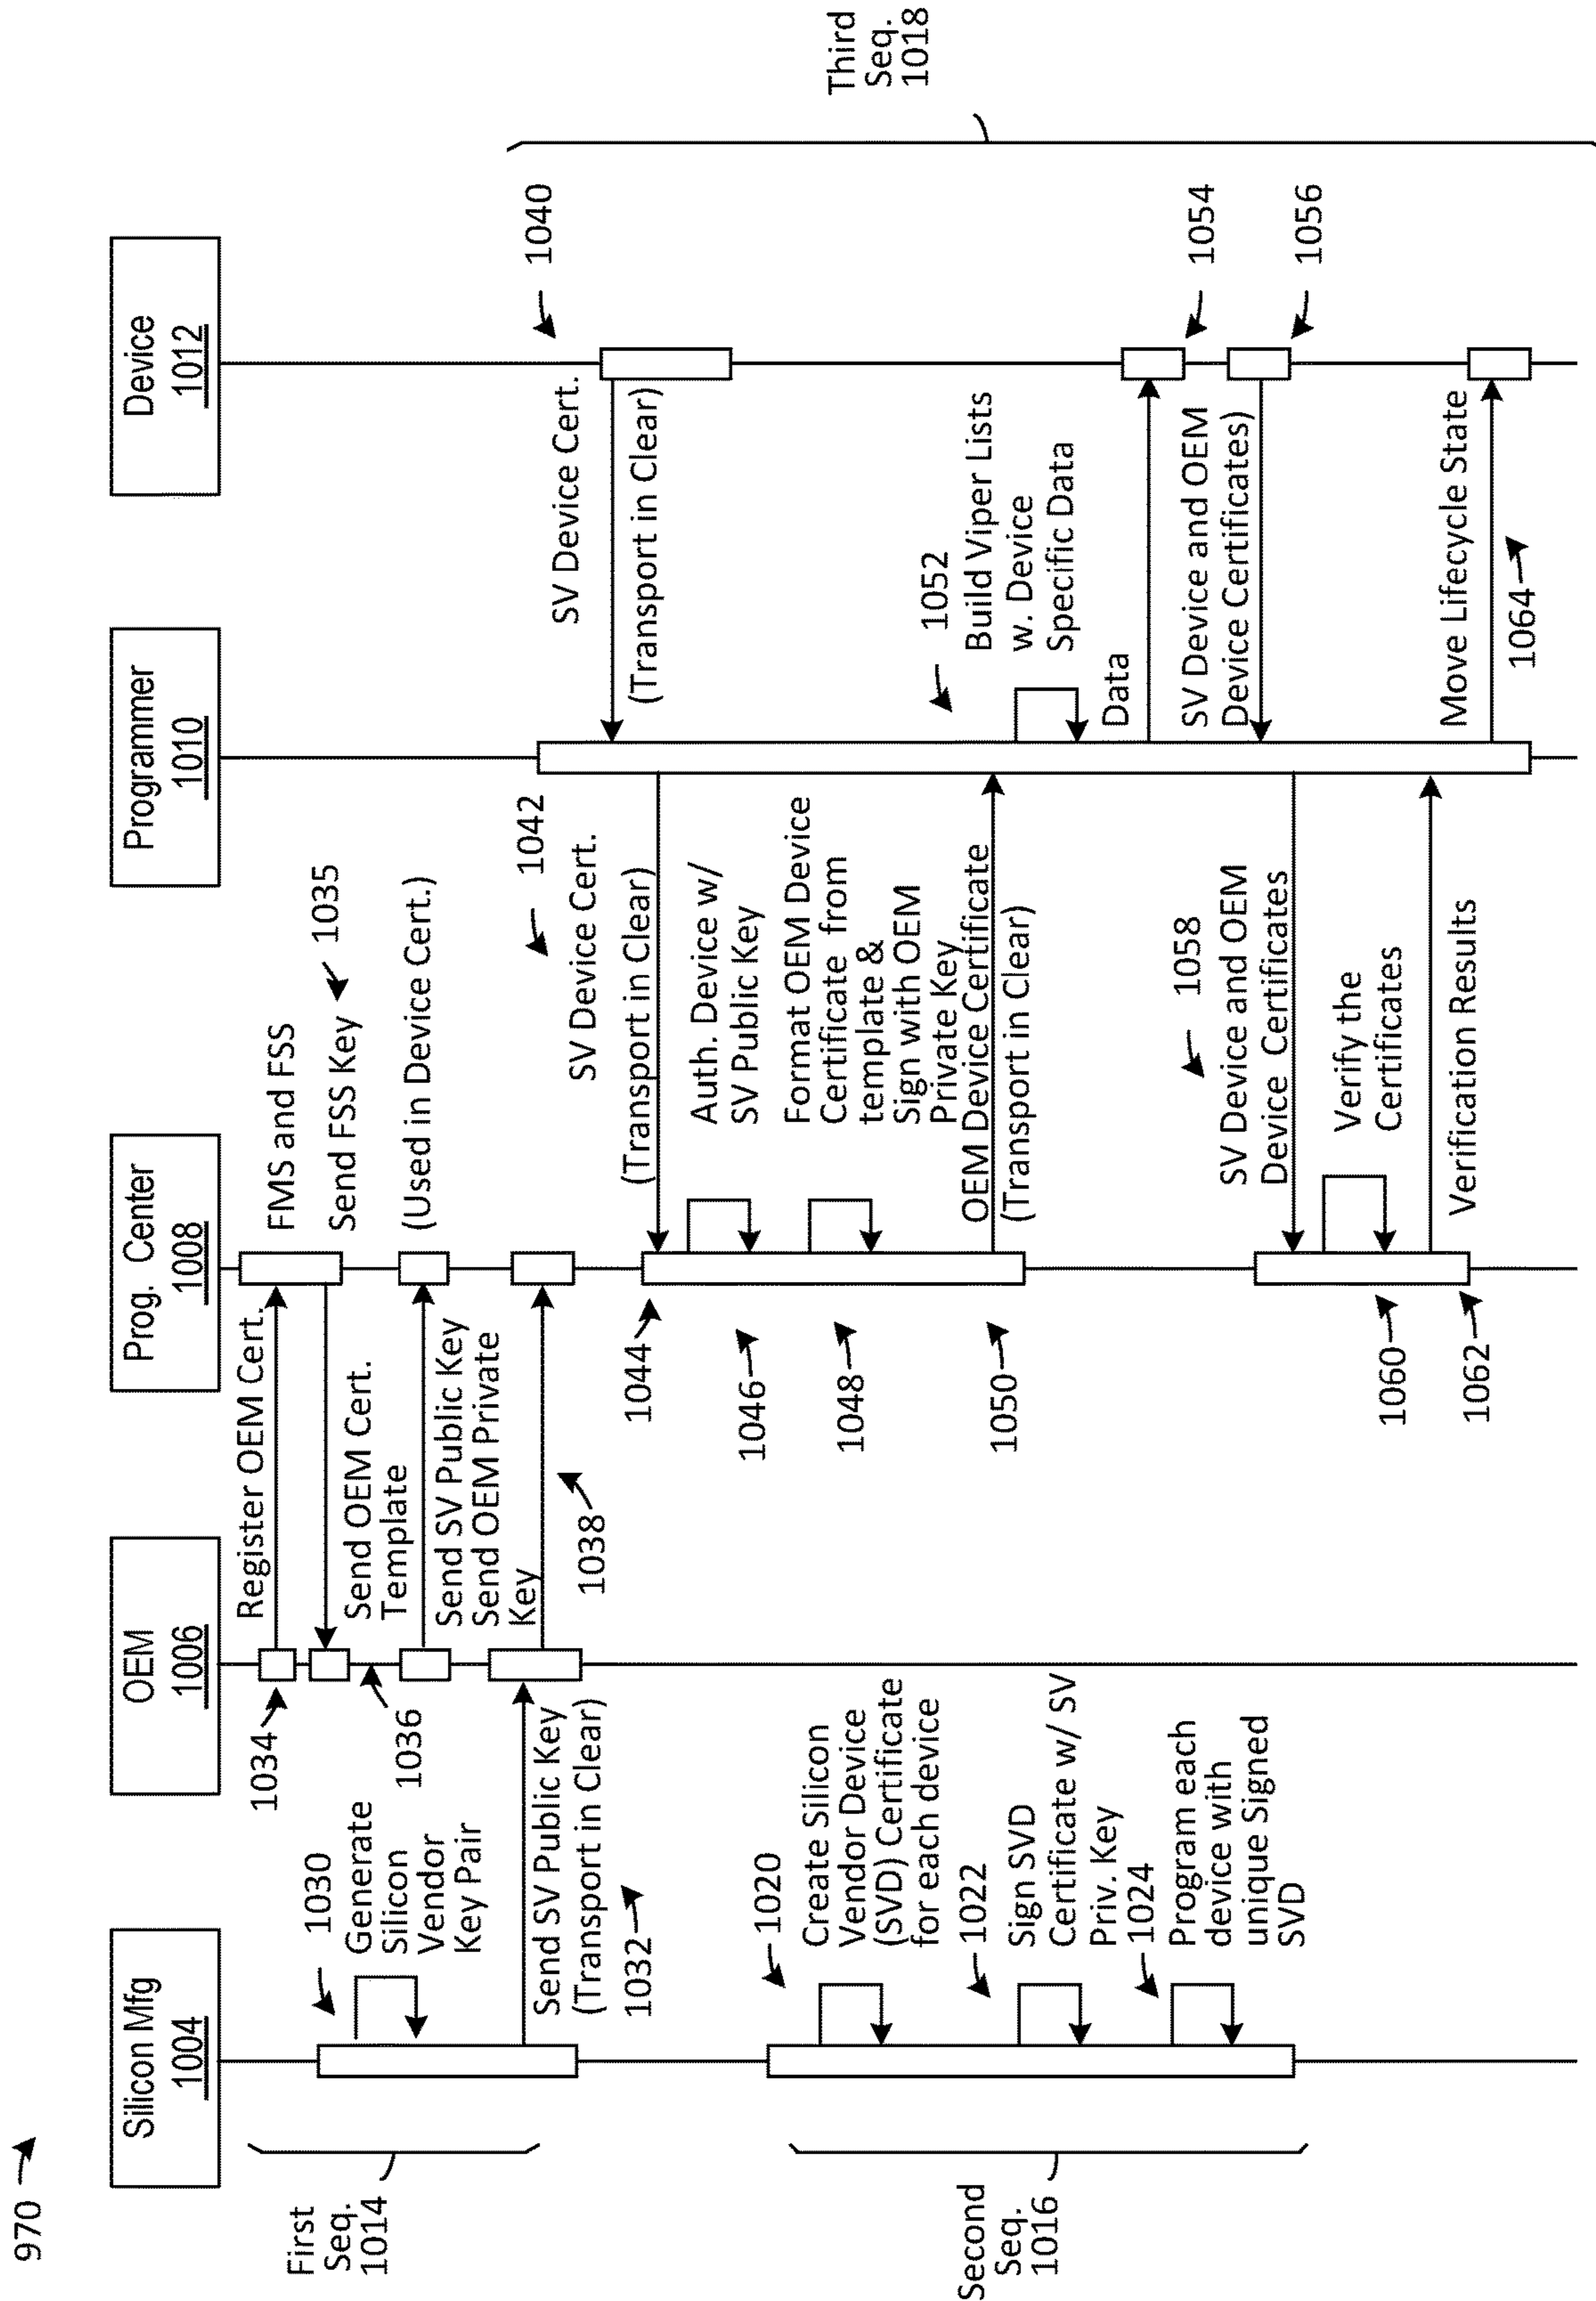 970
Silicon Mfg
1004
OEM
1006
Prog. Center
1008
Programmer
1010
Device
1012
First
Seq.
1014
1030
Generate
Silicon
Vendor
Key Pair
Send SV Public Key
(Transport in Clear)
1032
1034
Register OEM Cert.
FMS and FSS
Send FSS Key
1035
1036
Send OEM Cert.
Template
(Used in Device Cert.)
Send SV Public Key
Send OEM Private
Key
1038
Second
Seq.
1016
1020
Create Silicon
Vendor Device
(SVD) Certificate
for each device
1022
Sign SVD
Certificate w/ SV
Priv. Key
1024
Program each
device with
unique Signed
SVD
Third
Seq.
1018
1040
SV Device Cert.
(Transport in Clear)
1042
SV Device Cert.
(Transport in Clear)
1044
Auth. Device w/
SV Public Key
1046
Format OEM Device
Certificate from
template &
Sign with OEM
Private Key
1048
OEM Device Certificate
(Transport in Clear)
1050
1052
Build Viper Lists
w. Device
Specific Data
Data
1054
SV Device and OEM
Device Certificates)
1056
1058
SV Device and OEM
Device Certificates
Verify the
Certificates
1060
Verification Results
1062
Move Lifecycle State
1064